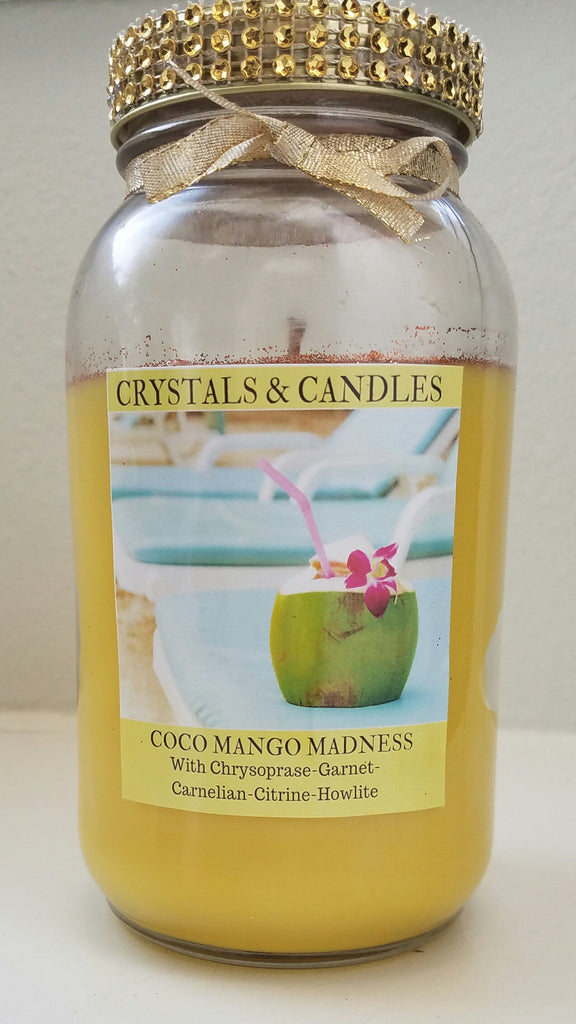 CRYSTALS & CANDLES
COCO MANGO MADNESS
With Chrysoprase-Garnet-
Carnelian-Citrine-Howlite